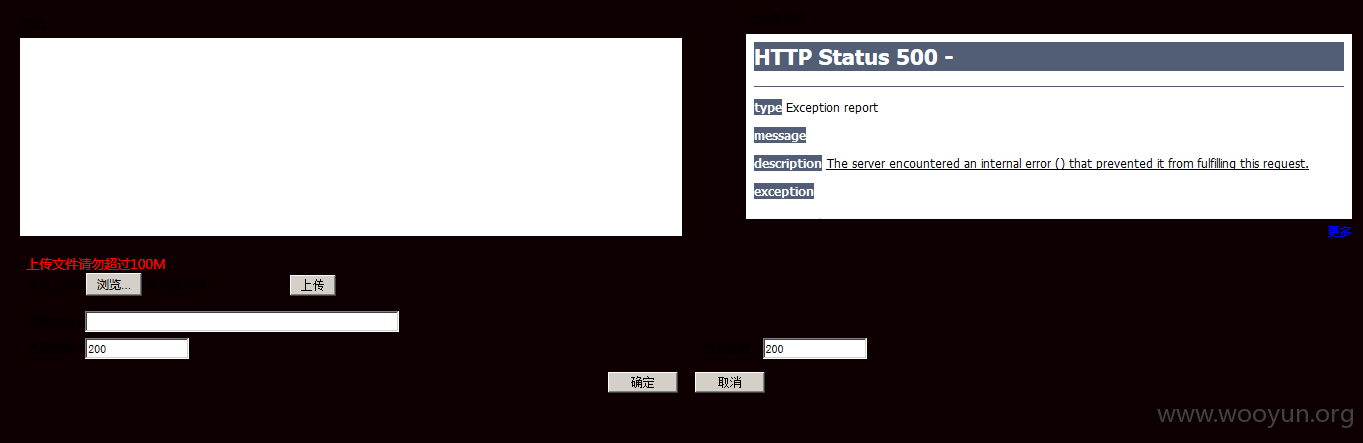 HTTP Status 500 -
type Exception report
message
description The server encountered an internal error () that prevented it from fulfilling this request.
exception
更多
上传文件请勿超过100M
浏览... 上传
200 200
确定 取消
www.wooyun.org